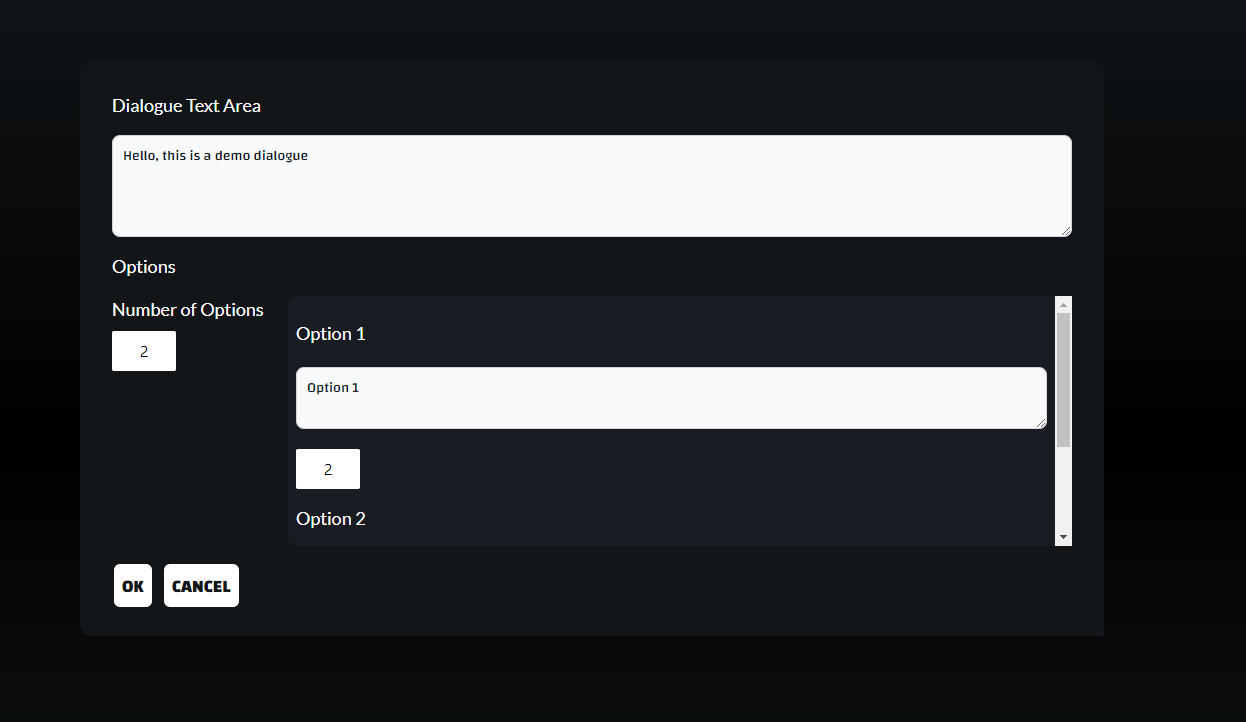 Dialogue Text Area
Hello, this is a demo dialogue
Options
Number of Options
2
Option 1
Option 1
2
Option 2
OK CANCEL